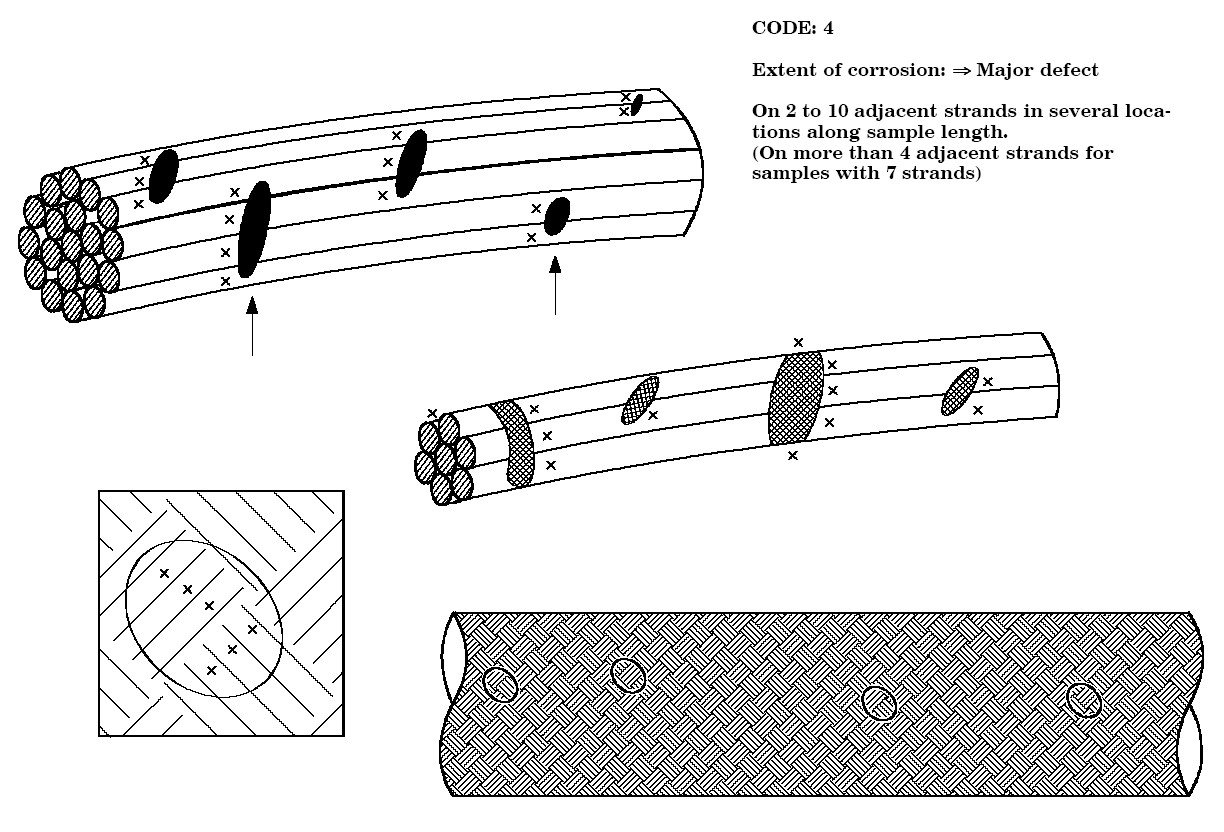 CODE: 4
Extent of corrosion: ⇒ Major defect
On 2 to 10 adjacent strands in several loca-
tions along sample length.
(On more than 4 adjacent strands for
samples with 7 strands)